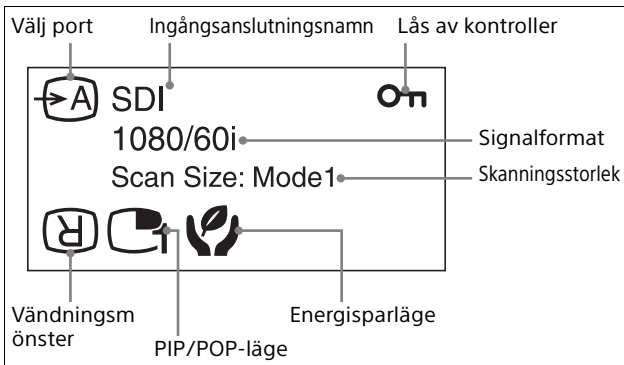 Välj port
Ingångsanslutningsnamn
Lås av kontroller
A
SDI
1080/60i
Signalformat
Scan Size: Mode1
Skanningsstorlek
R
Vändningsm
önster
PIP/POP-läge
Energisparläge